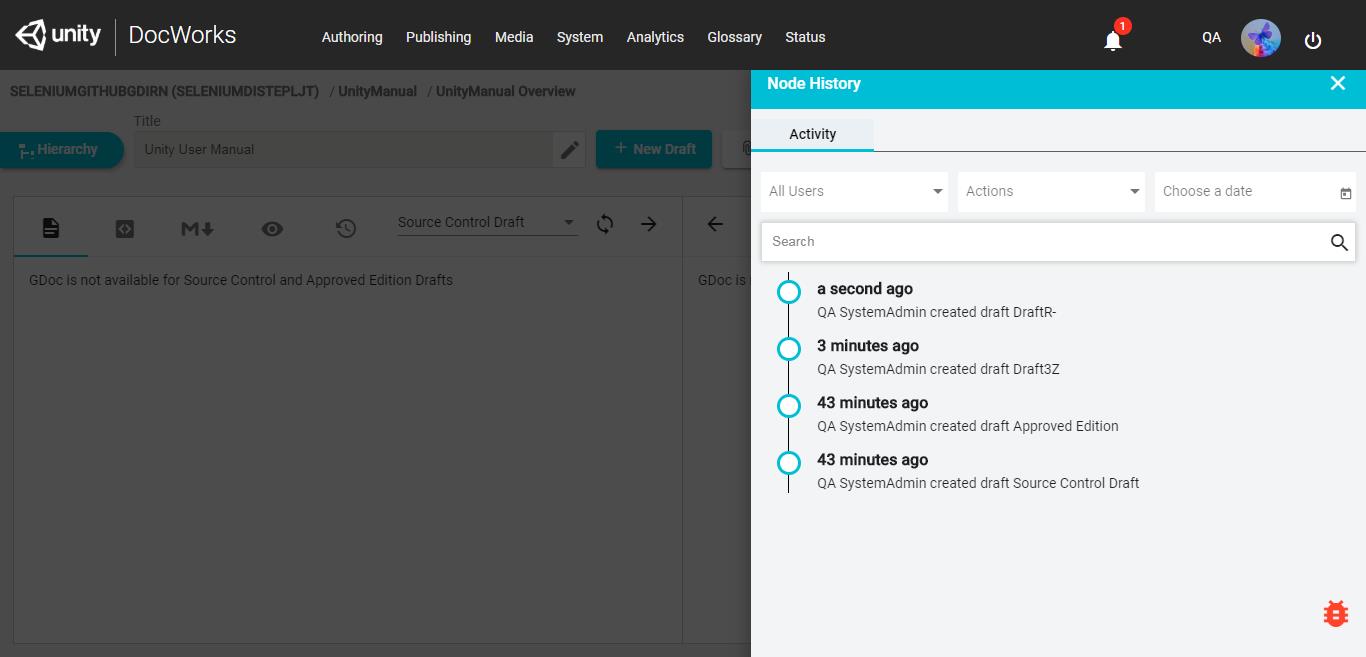 unity DocWorks Authoring Publishing Media System Analytics Glossary Status 1 QA
SELENIUMGITHUBGDIRN (SELENIUMDISTEPLJT) / UnityManual / UnityManual Overview
Title
Hierarchy Unity User Manual + New Draft
M Source Control Draft
GDoc is not available for Source Control and Approved Edition Drafts GDoc is
Node History
Activity
All Users Actions Choose a date
Search
a second ago
QA SystemAdmin created draft DraftR-
3 minutes ago
QA SystemAdmin created draft Draft3Z
43 minutes ago
QA SystemAdmin created draft Approved Edition
43 minutes ago
QA SystemAdmin created draft Source Control Draft